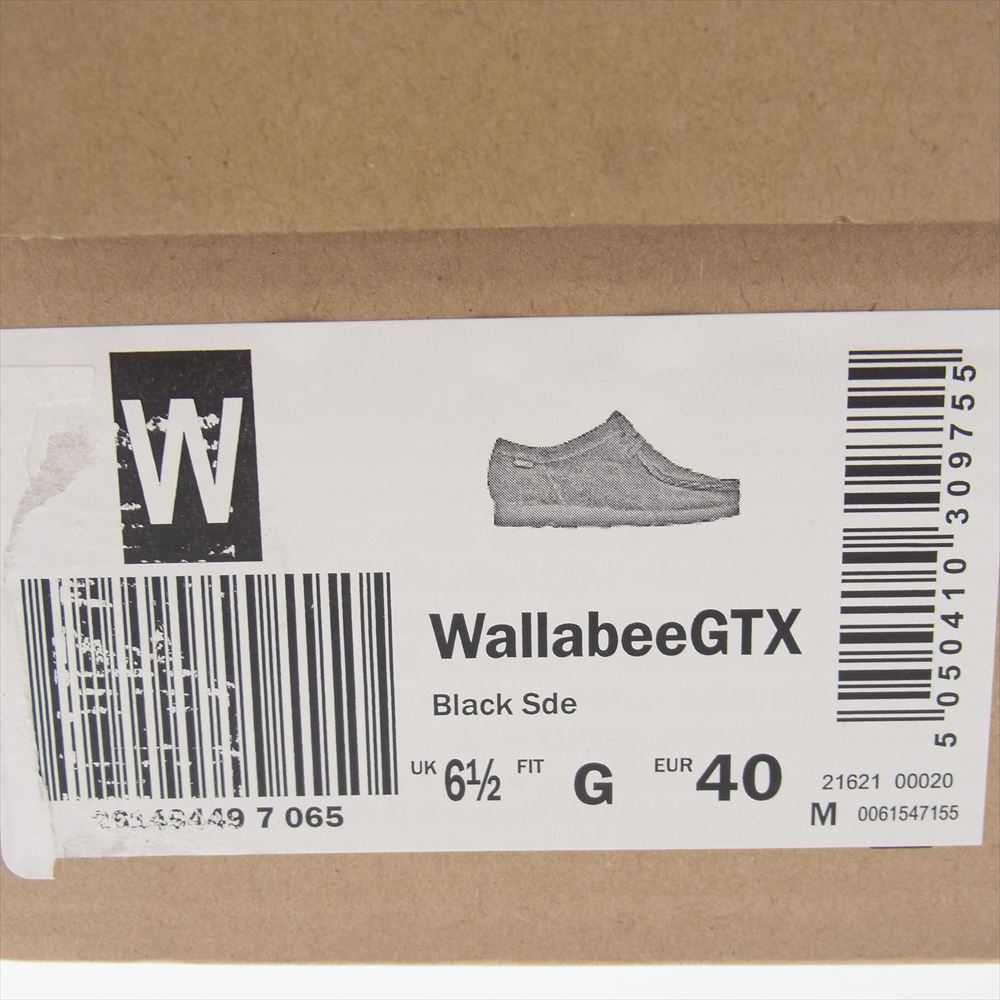 W
WallabeeGTX
Black Sde
UK 6½ FIT G EUR 40
7 065
21621 00020
M 0061547155
5 050410 309755